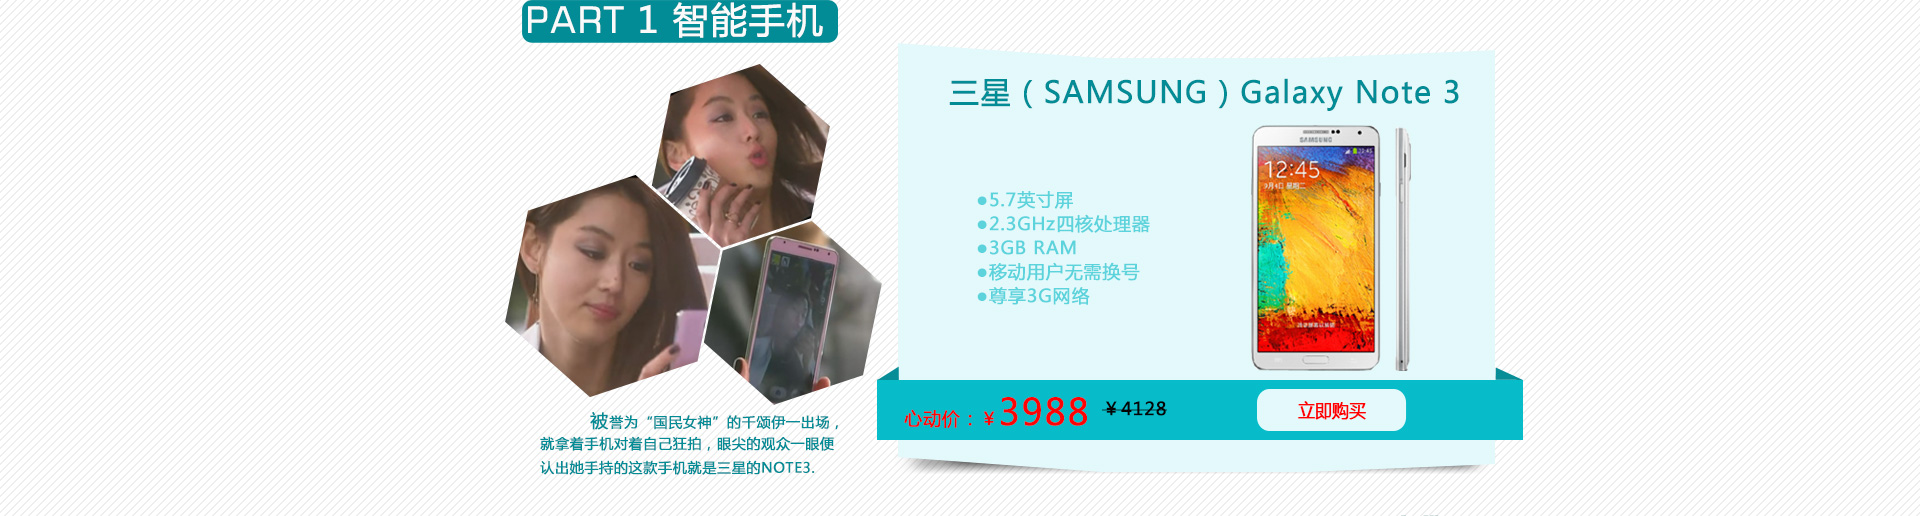 PART 1 智能手机
三星（SAMSUNG）Galaxy Note 3
●5.7英寸屏
●2.3GHz四核处理器
●3GB RAM
●移动用户无需换号
●尊享3G网络
SAMSUNG
12:45
心动价：¥3988 ¥4128
立即购买
被誉为“国民女神”的千颂伊一出场，
就拿着手机对着自己狂拍，眼尖的观众一眼便
认出她手持的这款手机就是三星的NOTE3.